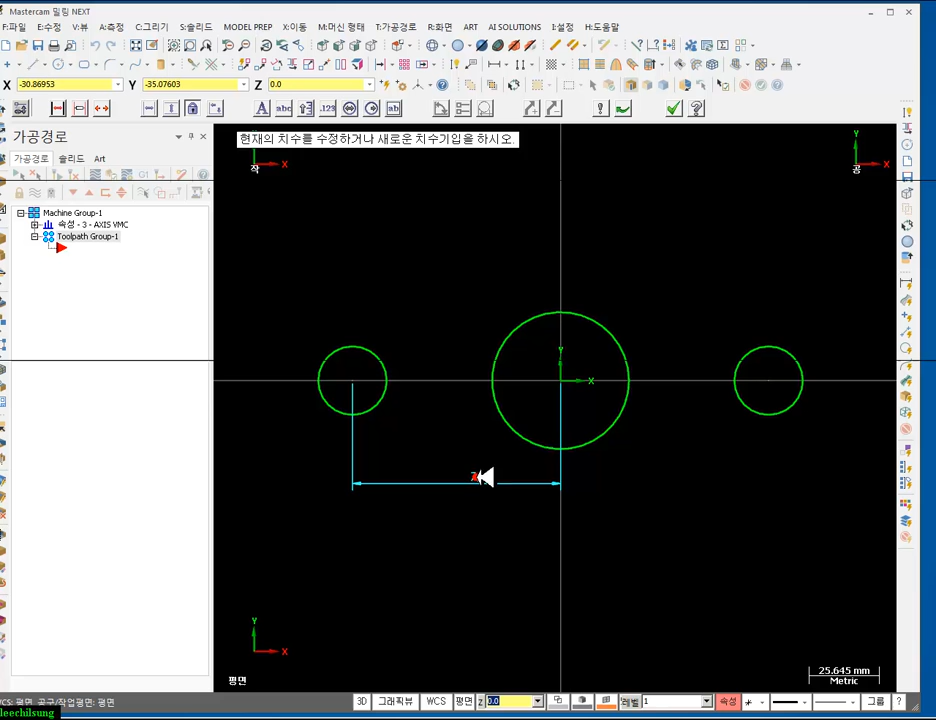 Mastercam 밀링 NEXT
F:파일 E:수정 V:뷰 A:측정 C:그리기 S:솔리드 MODEL PREP X:이동 M:머신 형태 T:가공경로 R:화면 ART AI SOLUTIONS I:설정 H:도움말
X -30.86953 Y -35.07603 Z 0.0
A abc .123 ab
가공경로
현재의 치수를 수정하거나 새로운 치수기입을 하시오.
가공경로 솔리드 Art
X
작
Y
X
공
Machine Group-1
속성 - 3 - AXIS VMC
Toolpath Group-1
Y
X
Y
X
평면
25.645 mm
Metric
WCS: 평면 공구/작업평면: 평면
3D 그래픽뷰 WCS 평면 Z 0.0 레벨 1 속성 그룹 ?
leechilsung